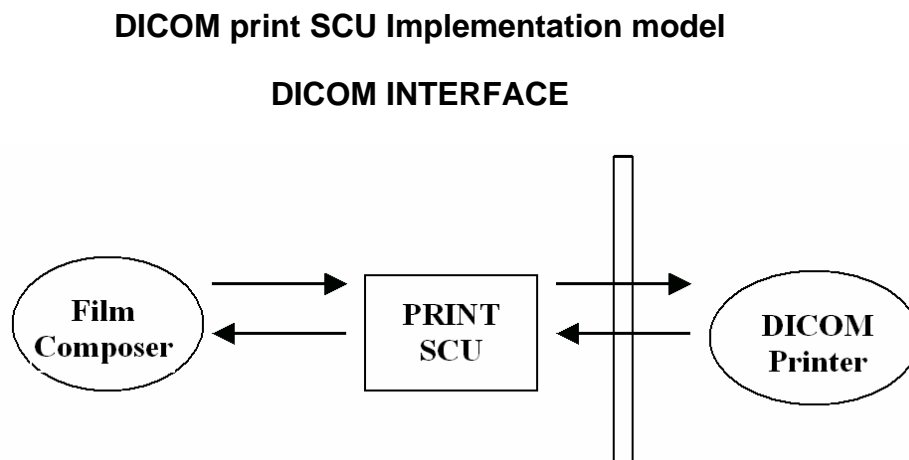 DICOM print SCU Implementation model
DICOM INTERFACE
Film
Composer
PRINT
SCU
DICOM
Printer